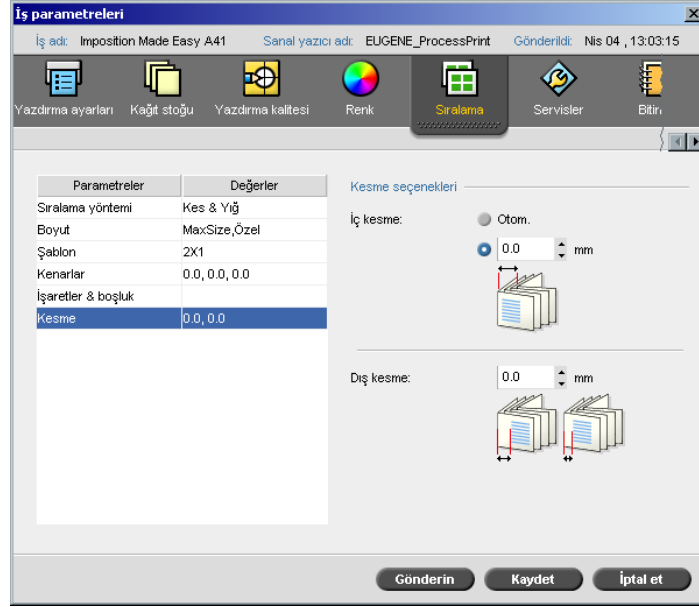 İş parametreleri
İş adı: Imposition Made Easy A41 Sanal yazıcı adı: EUGENE_ProcessPrint Gönderildi: Nis 04 , 13:03:15
Yazdırma ayarları Kağıt stoğu Yazdırma kalitesi Renk Sıralama Servisler Bitiri
Parametreler Değerler
Sıralama yöntemi Kes & Yığ
Boyut MaxSize,Özel
Şablon 2X1
Kenarlar 0.0, 0.0, 0.0
İşaretler & boşluk
Kesme 0.0, 0.0
Kesme seçenekleri
İç kesme: Otom.
0.0 mm
Dış kesme: 0.0 mm
Gönderin Kaydet İptal et